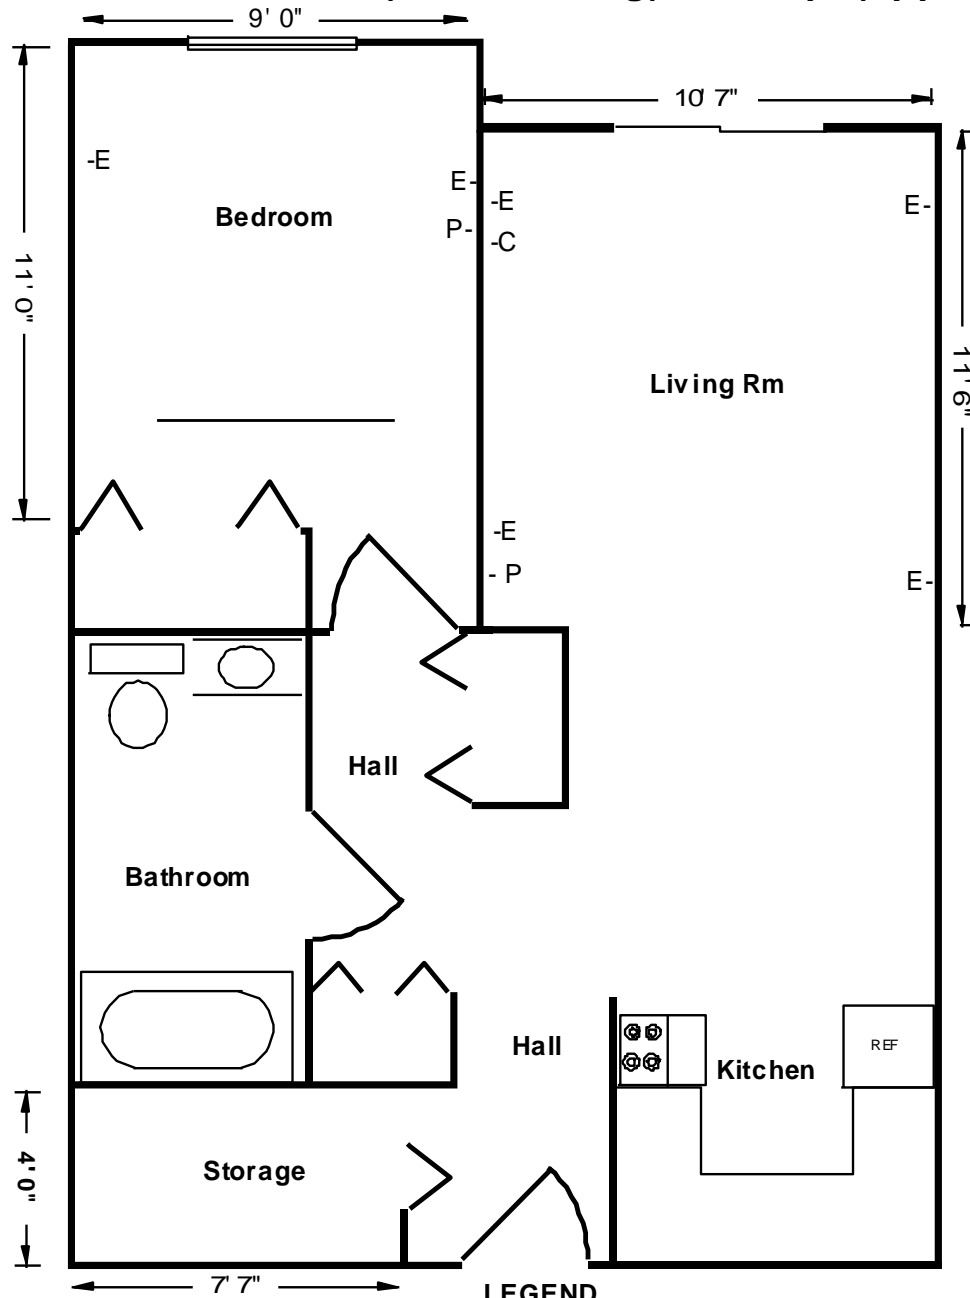 9' 0"
10' 7"
-E
E-
-E
E-
Bedroom
P-
-C
11' 0"
11' 6"
Living Rm
-E
- P
E-
Hall
Bathroom
Hall
REF
Kitchen
4' 0"
Storage
7' 7"
LEGEND